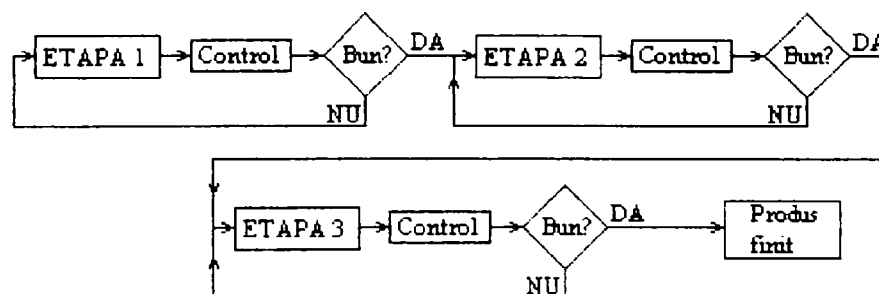 ETAPA 1 Control Bun? DA ETAPA 2 Control Bun? DA
NU NU
ETAPA 3 Control Bun? DA Produs
finit
NU